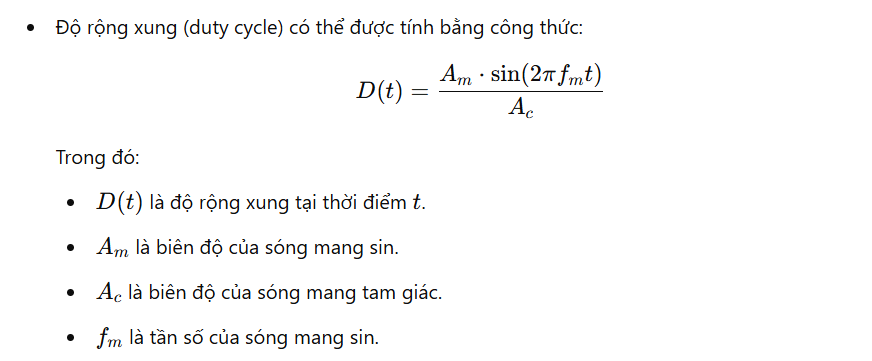 Độ rộng xung (duty cycle) có thể được tính bằng công thức:
D(t) = \frac{A_m \cdot \sin(2\pi f_m t)}{A_c}
Trong đó:
D(t) là độ rộng xung tại thời điểm t.
A_m là biên độ của sóng mang sin.
A_c là biên độ của sóng mang tam giác.
f_m là tần số của sóng mang sin.